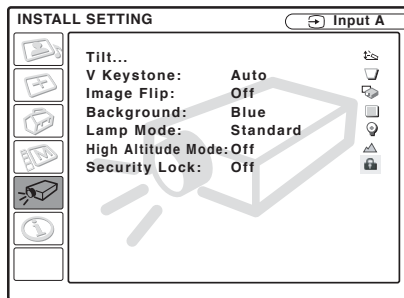 INSTALL SETTING
Input A
Tilt...
V Keystone: Auto
Image Flip: Off
Background: Blue
Lamp Mode: Standard
High Altitude Mode: Off
Security Lock: Off